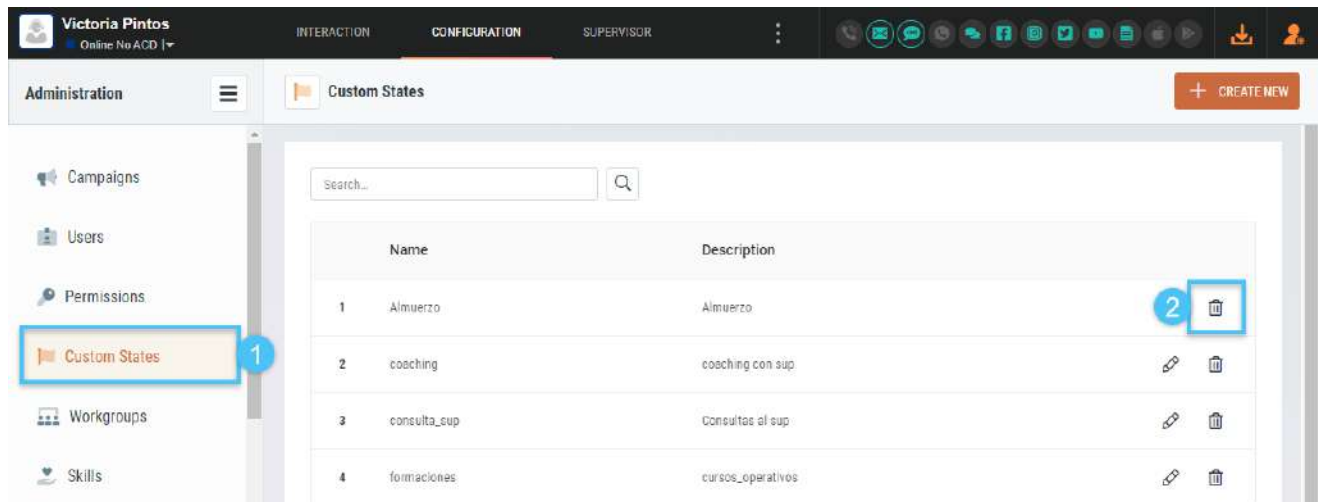 Victoria Pintos
Online No ACD
INTERACTION CONFIGURATION SUPERVISOR
Administration
Custom States
+ CREATE NEW
Campaigns
Search...
Users
Name Description
Permissions
1 Almuerzo Almuerzo 2
Custom States 1
2 coaching coaching con sup
Workgroups
3 consulta_sup Consultas al sup
Skills
4 formaciones cursos_operativos